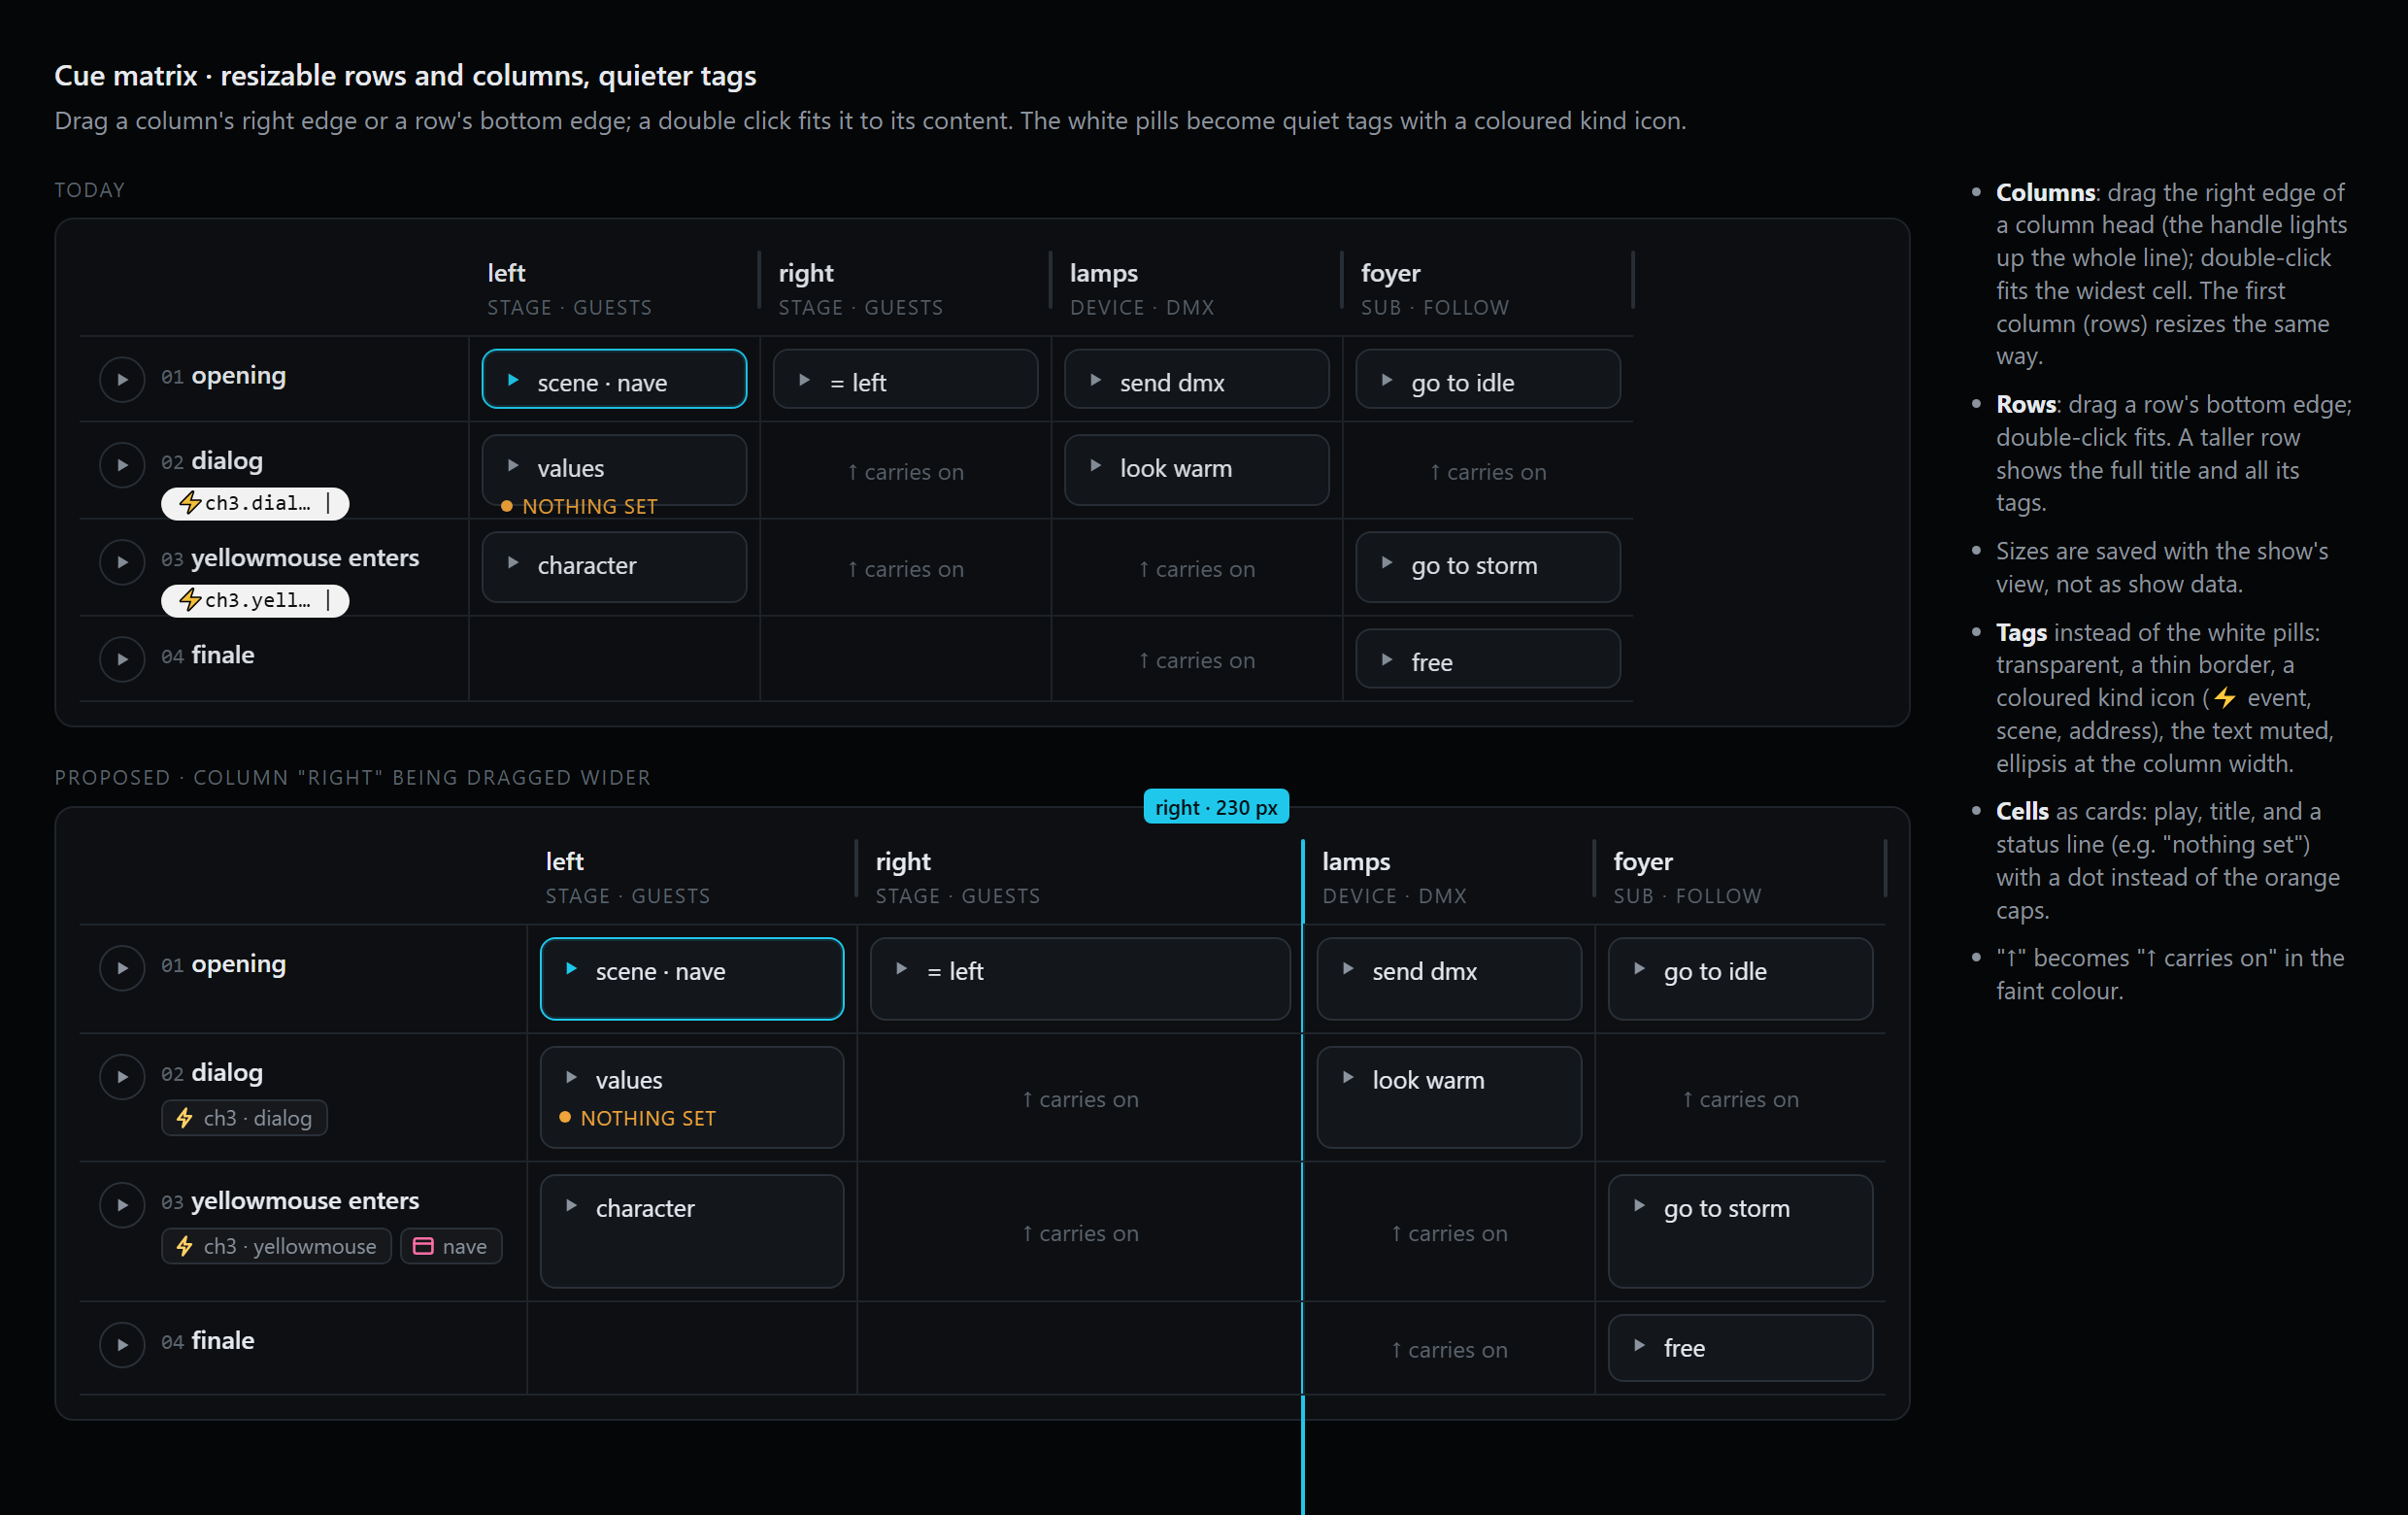 Cue matrix · resizable rows and columns, quieter tags
Drag a column's right edge or a row's bottom edge; a double click fits it to its content. The white pills become quiet tags with a coloured kind icon.
TODAY
left
right
lamps
foyer
STAGE · GUESTS
STAGE · GUESTS
DEVICE · DMX
SUB · FOLLOW
01 opening
scene · nave
= left
send dmx
go to idle
02 dialog
values
↑ carries on
look warm
↑ carries on
⚡ch3.dial… |
NOTHING SET
03 yellowmouse enters
character
↑ carries on
↑ carries on
go to storm
⚡ch3.yell… |
04 finale
↑ carries on
free
PROPOSED · COLUMN "RIGHT" BEING DRAGGED WIDER
right · 230 px
left
right
lamps
foyer
STAGE · GUESTS
STAGE · GUESTS
DEVICE · DMX
SUB · FOLLOW
01 opening
scene · nave
= left
send dmx
go to idle
02 dialog
values
↑ carries on
look warm
↑ carries on
⚡ ch3 · dialog
NOTHING SET
03 yellowmouse enters
character
↑ carries on
↑ carries on
go to storm
⚡ ch3 · yellowmouse
nave
04 finale
↑ carries on
free
• Columns: drag the right edge of
a column head (the handle lights
up the whole line); double-click
fits the widest cell. The first
column (rows) resizes the same
way.
• Rows: drag a row's bottom edge;
double-click fits. A taller row
shows the full title and all its
tags.
• Sizes are saved with the show's
view, not as show data.
• Tags instead of the white pills:
transparent, a thin border, a
coloured kind icon (⚡ event,
scene, address), the text muted,
ellipsis at the column width.
• Cells as cards: play, title, and a
status line (e.g. "nothing set")
with a dot instead of the orange
caps.
• "↑" becomes "↑ carries on" in the
faint colour.